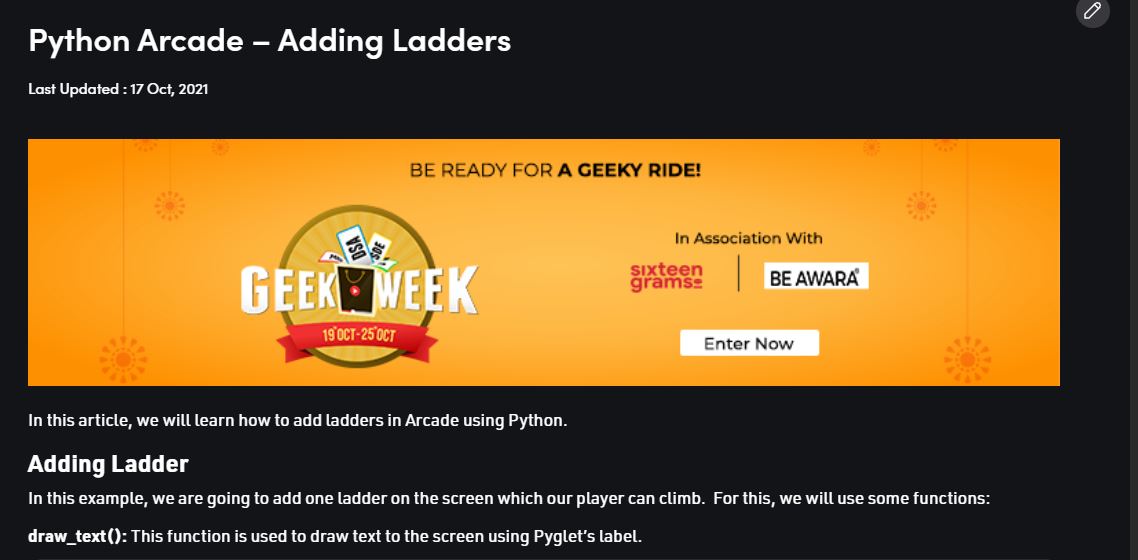 Python Arcade – Adding Ladders
Last Updated : 17 Oct, 2021
BE READY FOR A GEEKY RIDE!
DSA
SDE
GEEK WEEK
19 OCT-25 OCT
In Association With
sixteen
grams
BE AWARA
Enter Now
In this article, we will learn how to add ladders in Arcade using Python.
Adding Ladder
In this example, we are going to add one ladder on the screen which our player can climb.  For this, we will use some functions:
draw_text(): This function is used to draw text to the screen using Pyglet’s label.